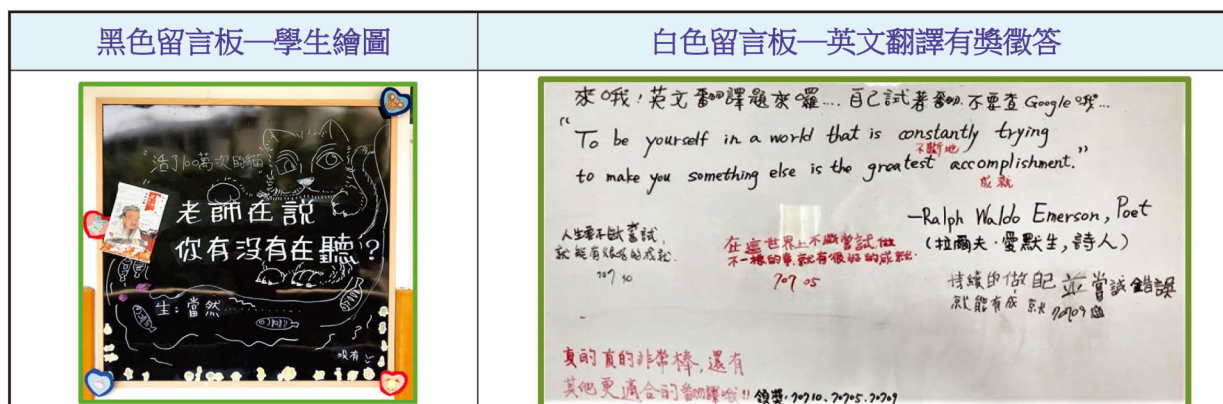 黑色留言板—學生繪圖
白色留言板—英文翻譯有獎徵答
活了100萬次的貓
老師在說
你有沒有在聽?
生:當然
沒有
來哦!英文翻譯題來囉....自己試著翻,不要查Google哦...
"To be yourself in a world that is constantly trying
不斷地
to make you something else is the greatest accomplishment."
成就
—Ralph Waldo Emerson, Poet
(拉爾夫·愛默生,詩人)
人生要不斷嘗試,
就能有很好的成就.
707 10
在這世界上不斷嘗試做
不一樣的事,就有很好的成就.
707 05
持續的做自己並嘗試錯誤
就能有成就 70709
真的真的非常棒,還有
其他更適合的翻譯哦!! 領獎:70710、70705、70709